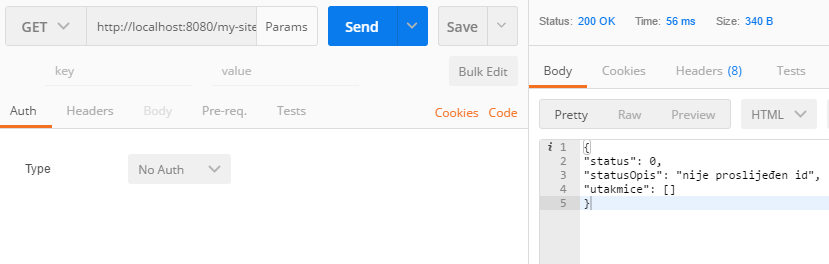 GET http://localhost:8080/my-site Params Send Save
key value Bulk Edit
Auth Headers Body Pre-req. Tests Cookies Code
Type No Auth
Status: 200 OK Time: 56 ms Size: 340 B
Body Cookies Headers (8) Tests
Pretty Raw Preview HTML
i 1 {
2 "status": 0,
3 "statusOpis": "nije proslijeđen id",
4 "utakmice": []
5 }